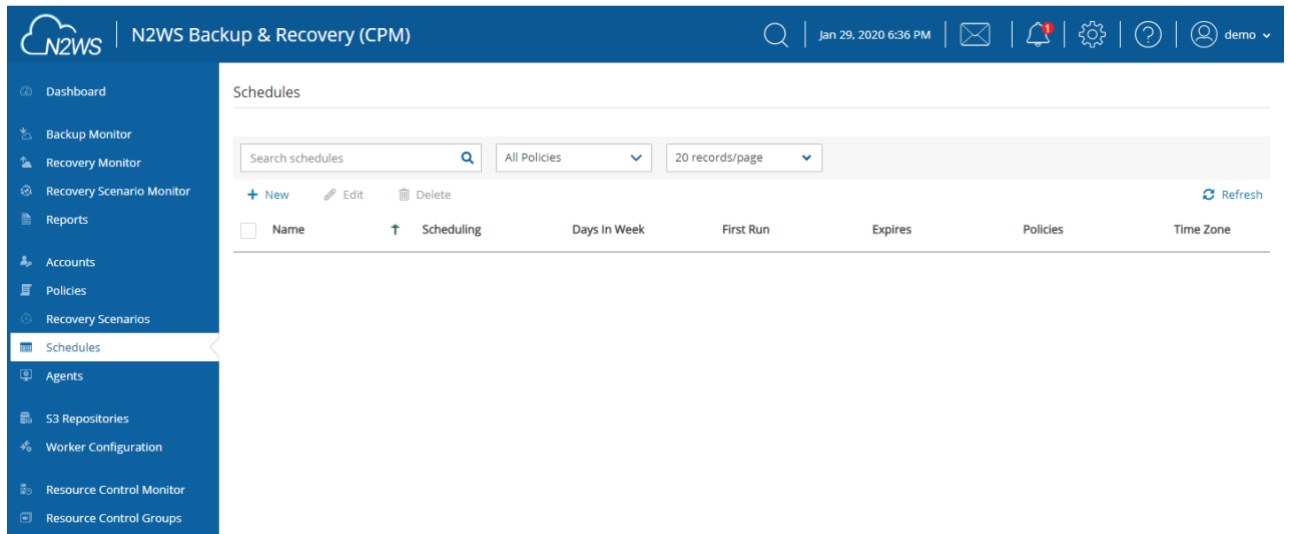 N2WS N2WS Backup & Recovery (CPM) Jan 29, 2020 6:36 PM 1 demo
Dashboard
Backup Monitor
Recovery Monitor
Recovery Scenario Monitor
Reports
Accounts
Policies
Recovery Scenarios
Schedules
Agents
S3 Repositories
Worker Configuration
Resource Control Monitor
Resource Control Groups
Schedules
Search schedules All Policies 20 records/page
+ New Edit Delete Refresh
Name Scheduling Days In Week First Run Expires Policies Time Zone